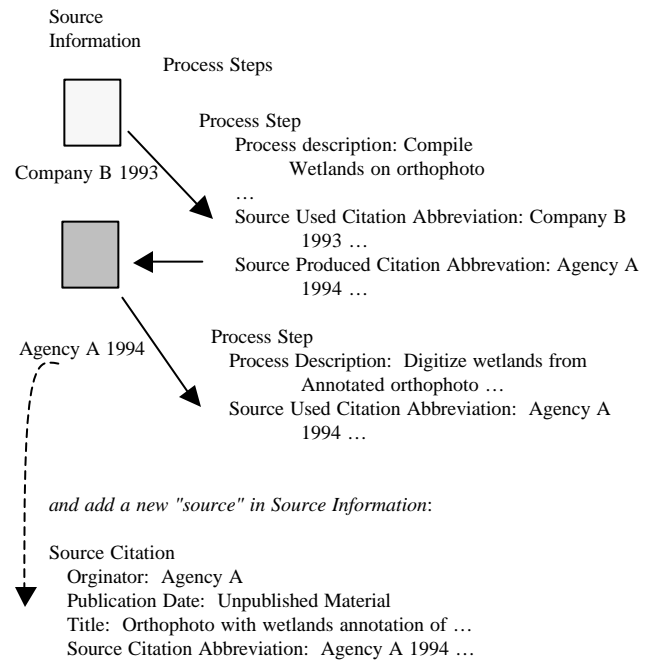 Source
Information
Process Steps
Process Step
Process description: Compile
Wetlands on orthophoto
Company B 1993
…
Source Used Citation Abbreviation: Company B
1993 …
Source Produced Citation Abbrevation: Agency A
1994 …
Agency A 1994
Process Step
Process Description: Digitize wetlands from
Annotated orthophoto …
Source Used Citation Abbreviation: Agency A
1994 …
and add a new "source" in Source Information:
Source Citation
Orginator: Agency A
Publication Date: Unpublished Material
Title: Orthophoto with wetlands annotation of …
Source Citation Abbreviation: Agency A 1994 …